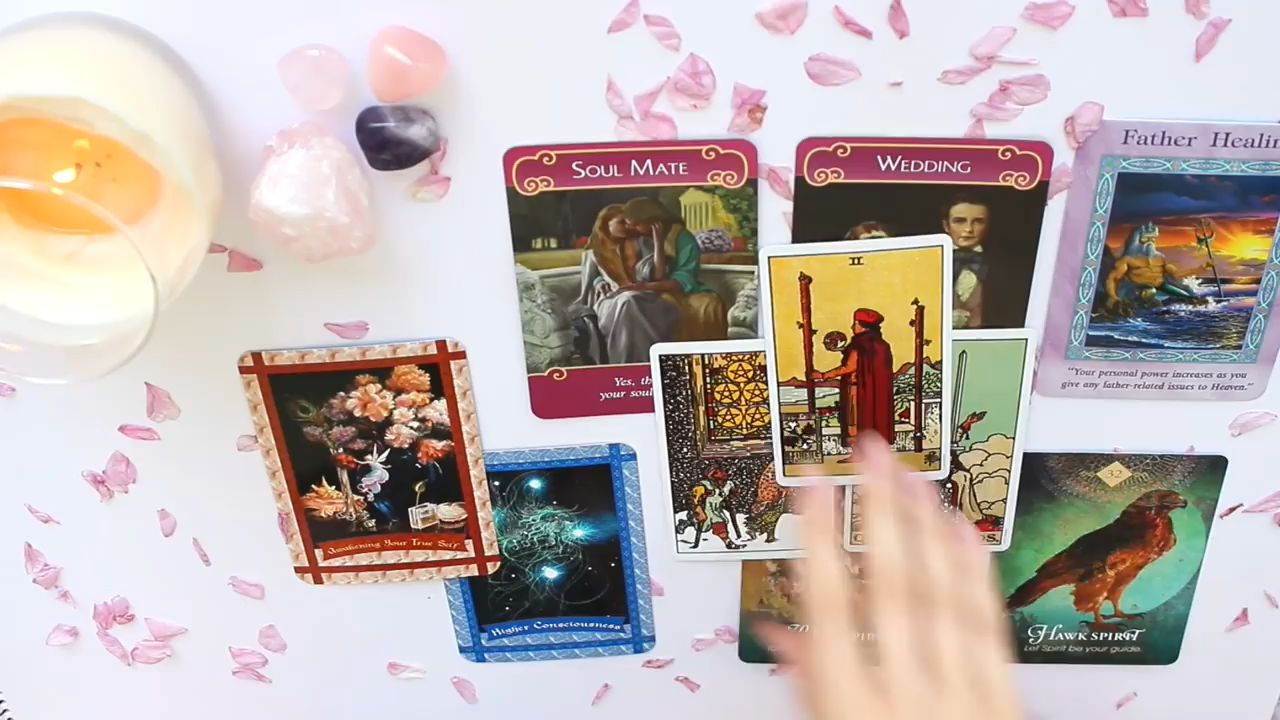 Soul Mate
Wedding
Father Healin
II
Yes, th
your soul
"Your personal power increases as you
give any father-related issues to Heaven."
32
Awakening Your True Self
Higher Consciousness
Hawk Spirit
Let Spirit be your guide.